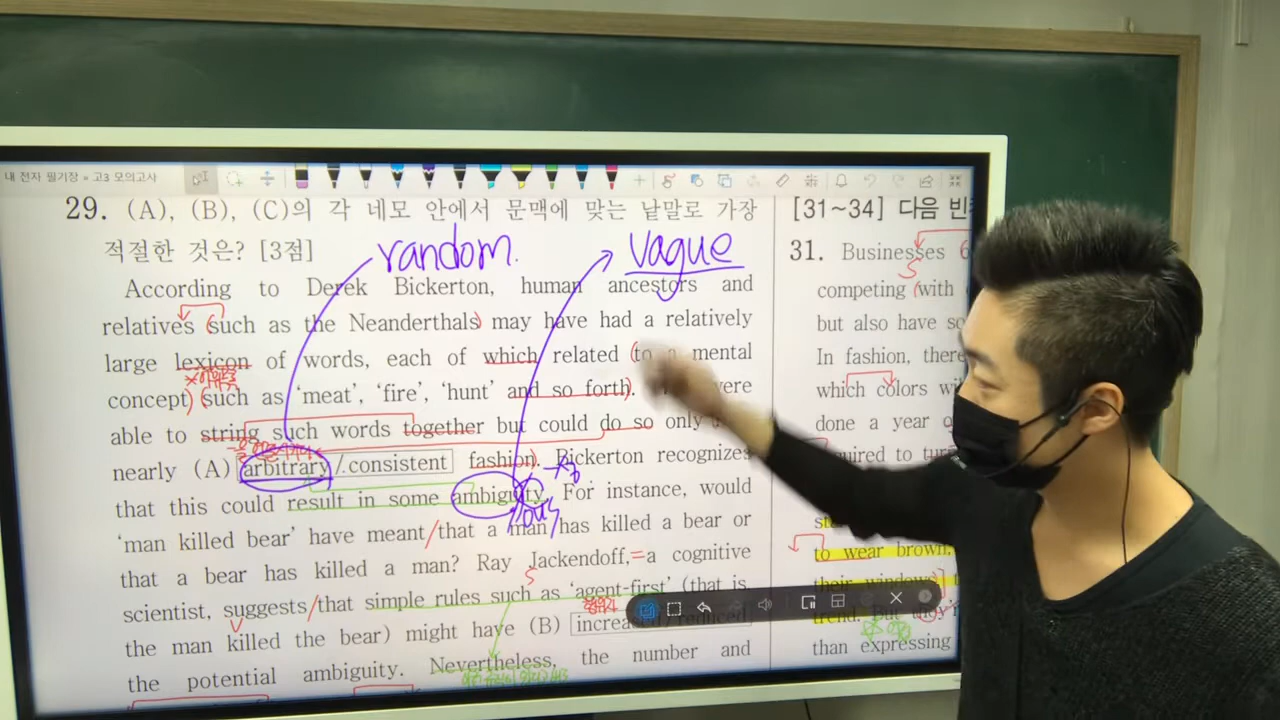 내 전자 필기장 » 고3 모의고사
29. (A), (B), (C)의 각 네모 안에서 문맥에 맞는 낱말로 가장
적절한 것은? [3점]
random.
vague
According to Derek Bickerton, human ancestors and
relatives (such as the Neanderthals) may have had a relatively
large lexicon of words, each of which related (to a mental
concept) (such as ‘meat’, ‘fire’, ‘hunt’ and so forth).
able to string such words together but could do so only
nearly (A) arbitrary / consistent fashion). Bickerton recognizes
that this could result in some ambiguity. For instance, would
ous
‘man killed bear’ have meant/that a man has killed a bear or
that a bear has killed a man? Ray Jackendoff, = a cognitive
S
scientist, suggests/that simple rules such as ‘agent-first’ (that is,
the man killed the bear) might have (B)
the potential ambiguity. Nevertheless, the number and
[31~34] 다음
31. Businesses
S
competing (with
but also have
In fashion, there
which colors
done a year
to wear brown,
their windows]
trend. But they
than expressing